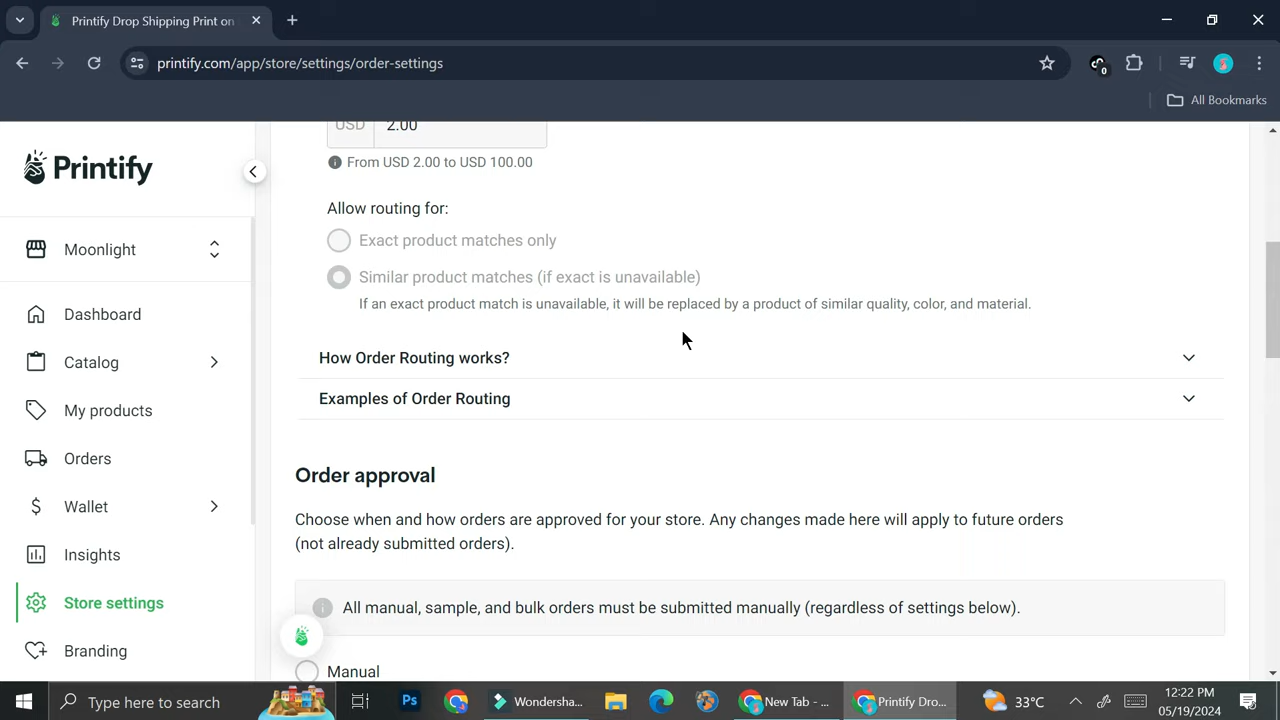 Printify Drop Shipping Print on
printify.com/app/store/settings/order-settings
0
All Bookmarks
Printify
Moonlight
Dashboard
Catalog
My products
Orders
Wallet
Insights
Store settings
Branding
USD 2.00
From USD 2.00 to USD 100.00
Allow routing for:
Exact product matches only
Similar product matches (if exact is unavailable)
If an exact product match is unavailable, it will be replaced by a product of similar quality, color, and material.
How Order Routing works?
Examples of Order Routing
Order approval
Choose when and how orders are approved for your store. Any changes made here will apply to future orders
(not already submitted orders).
All manual, sample, and bulk orders must be submitted manually (regardless of settings below).
Manual
Type here to search
Ps
Wondersha...
New Tab - ...
Printify Dro...
33°C
12:22 PM
05/19/2024